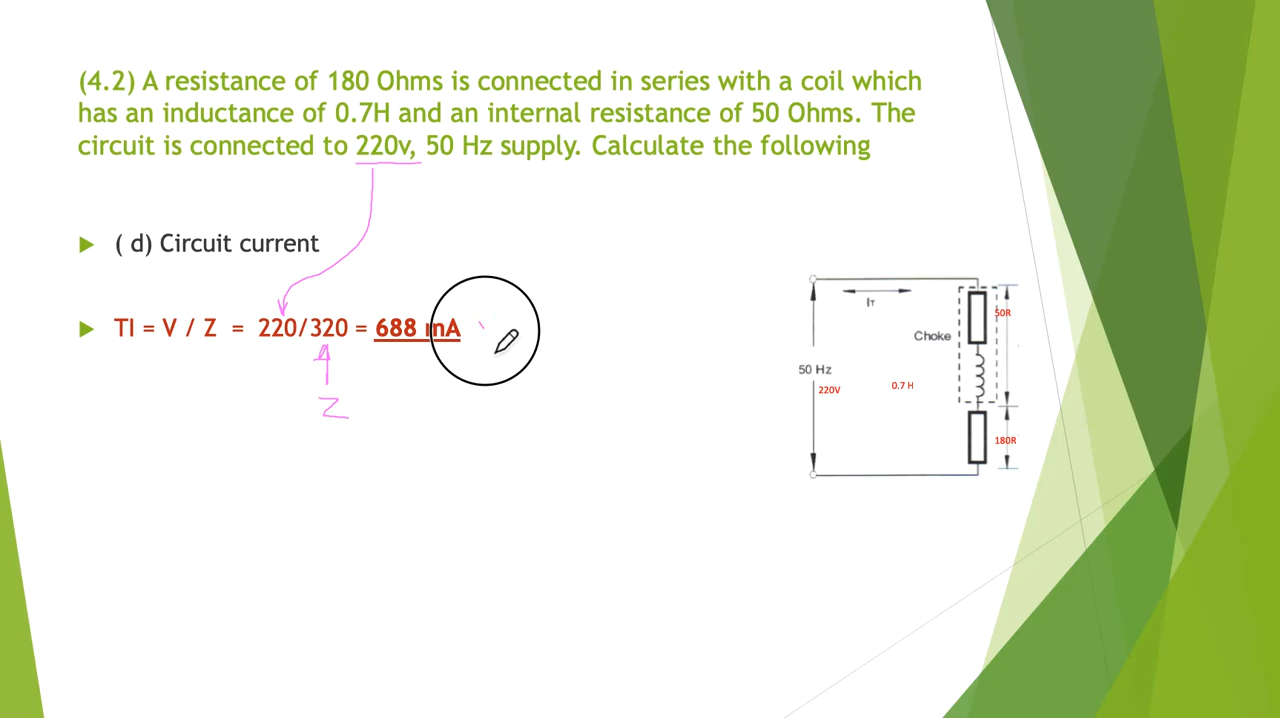 (4.2) A resistance of 180 Ohms is connected in series with a coil which
has an inductance of 0.7H and an internal resistance of 50 Ohms. The
circuit is connected to 220v, 50 Hz supply. Calculate the following
( d) Circuit current
TI = V / Z = 220/320 = 688 mA
Z
IT
50R
Choke
50 Hz
220V
0.7 H
180R